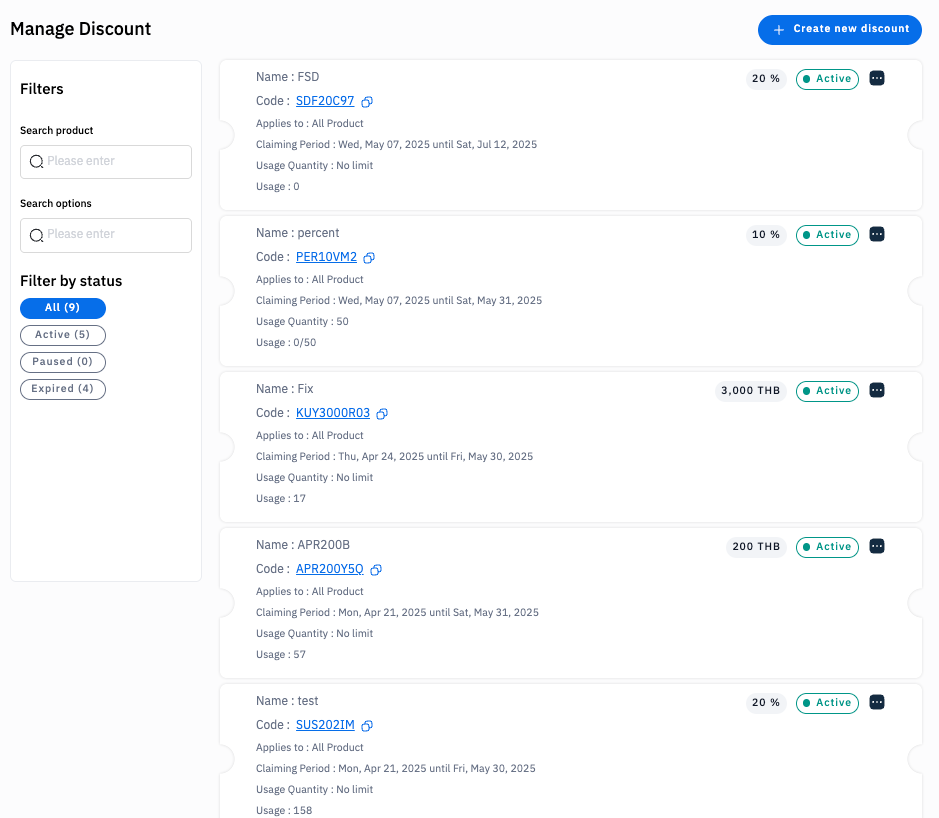 Manage Discount
Create new discount
Filters
Search product
Please enter
Search options
Please enter
Filter by status
All (9)
Active (5)
Paused (0)
Expired (4)
Name : FSD
20 %
Active
Code : SDF20C97
Applies to : All Product
Claiming Period : Wed, May 07, 2025 until Sat, Jul 12, 2025
Usage Quantity : No limit
Usage : 0
Name : percent
10 %
Active
Code : PER10VM2
Applies to : All Product
Claiming Period : Wed, May 07, 2025 until Sat, May 31, 2025
Usage Quantity : 50
Usage : 0/50
Name : Fix
3,000 THB
Active
Code : KUY3000R03
Applies to : All Product
Claiming Period : Thu, Apr 24, 2025 until Fri, May 30, 2025
Usage Quantity : No limit
Usage : 17
Name : APR200B
200 THB
Active
Code : APR200Y5Q
Applies to : All Product
Claiming Period : Mon, Apr 21, 2025 until Sat, May 31, 2025
Usage Quantity : No limit
Usage : 57
Name : test
20 %
Active
Code : SUS202IM
Applies to : All Product
Claiming Period : Mon, Apr 21, 2025 until Fri, May 30, 2025
Usage Quantity : No limit
Usage : 158